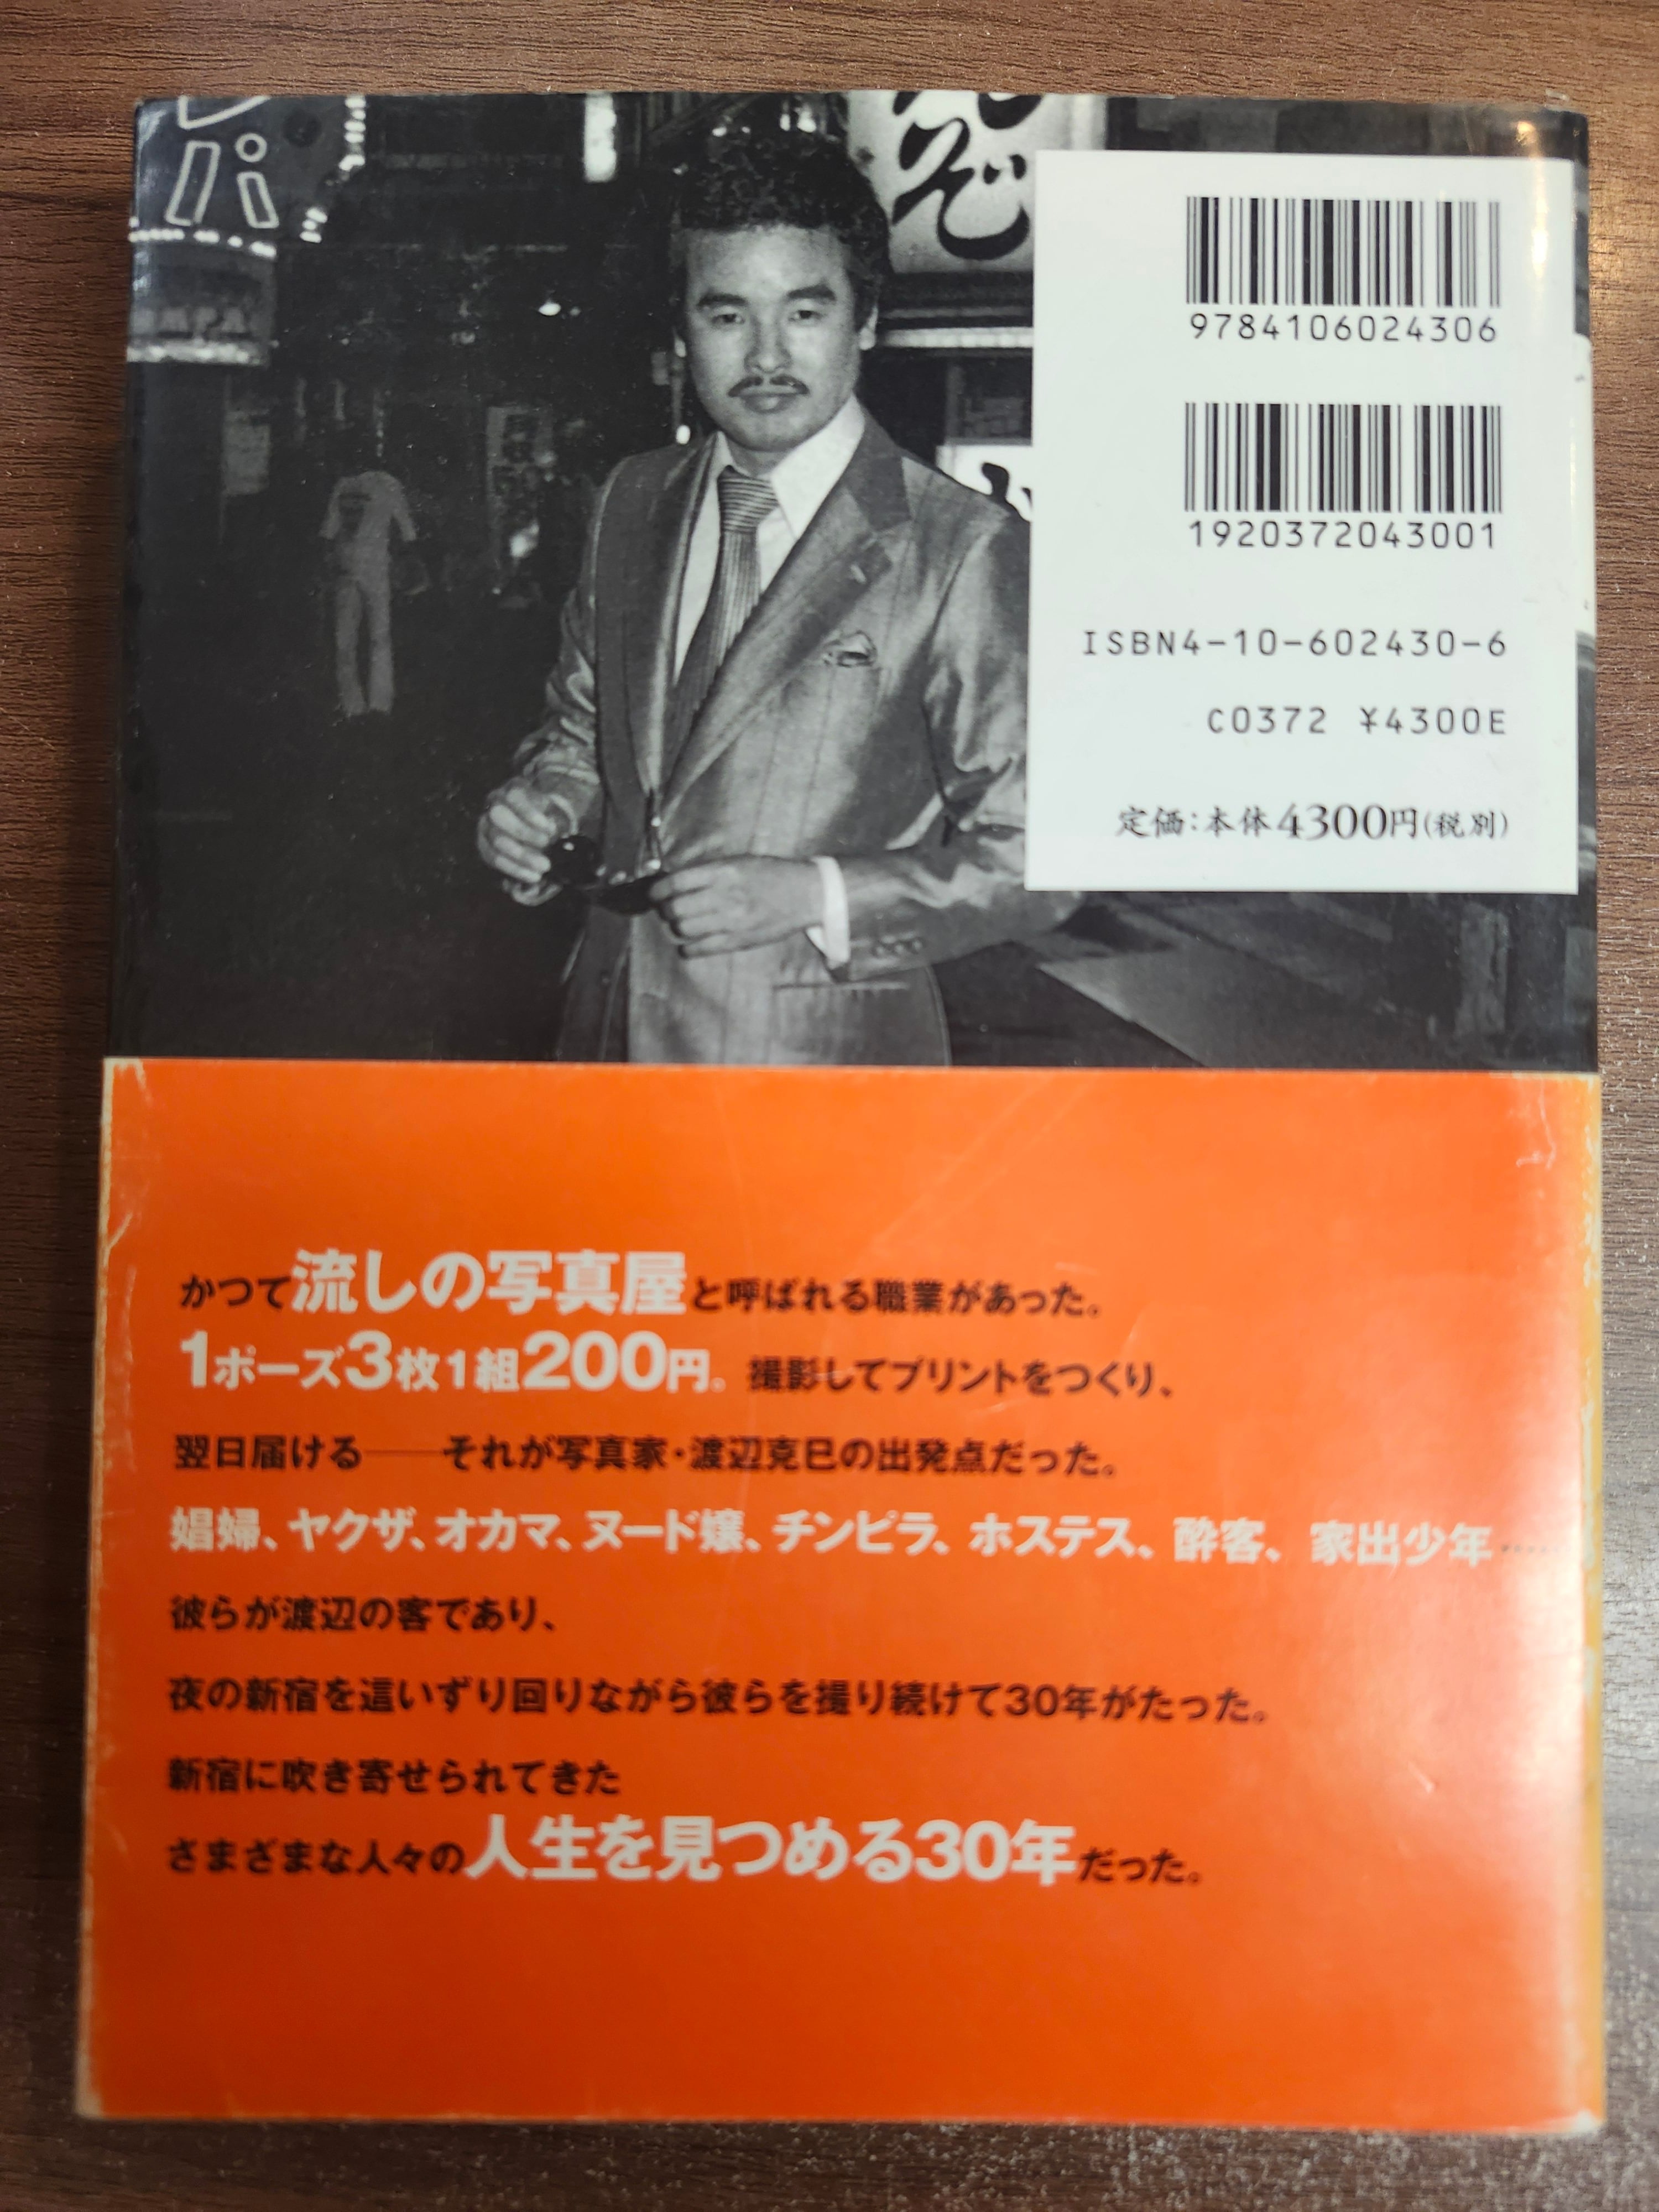 パ
ぞ
9784106024306
1920372043001
ISBN4-10-602430-6
C0372 ¥4300E
定価:本体4300円(税別)
かつて流しの写真屋と呼ばれる職業があった。
1ポーズ3枚1組200円。撮影してプリントをつくり、
翌日届ける──それが写真家・渡辺克巳の出発点だった。
娼婦、ヤクザ、オカマ、ヌード嬢、チンピラ、ホステス、酔客、家出少年……
彼らが渡辺の客であり、
夜の新宿を這いずり回りながら彼らを撮り続けて30年がたった。
新宿に吹き寄せられてきた
さまざまな人々の人生を見つめる30年だった。